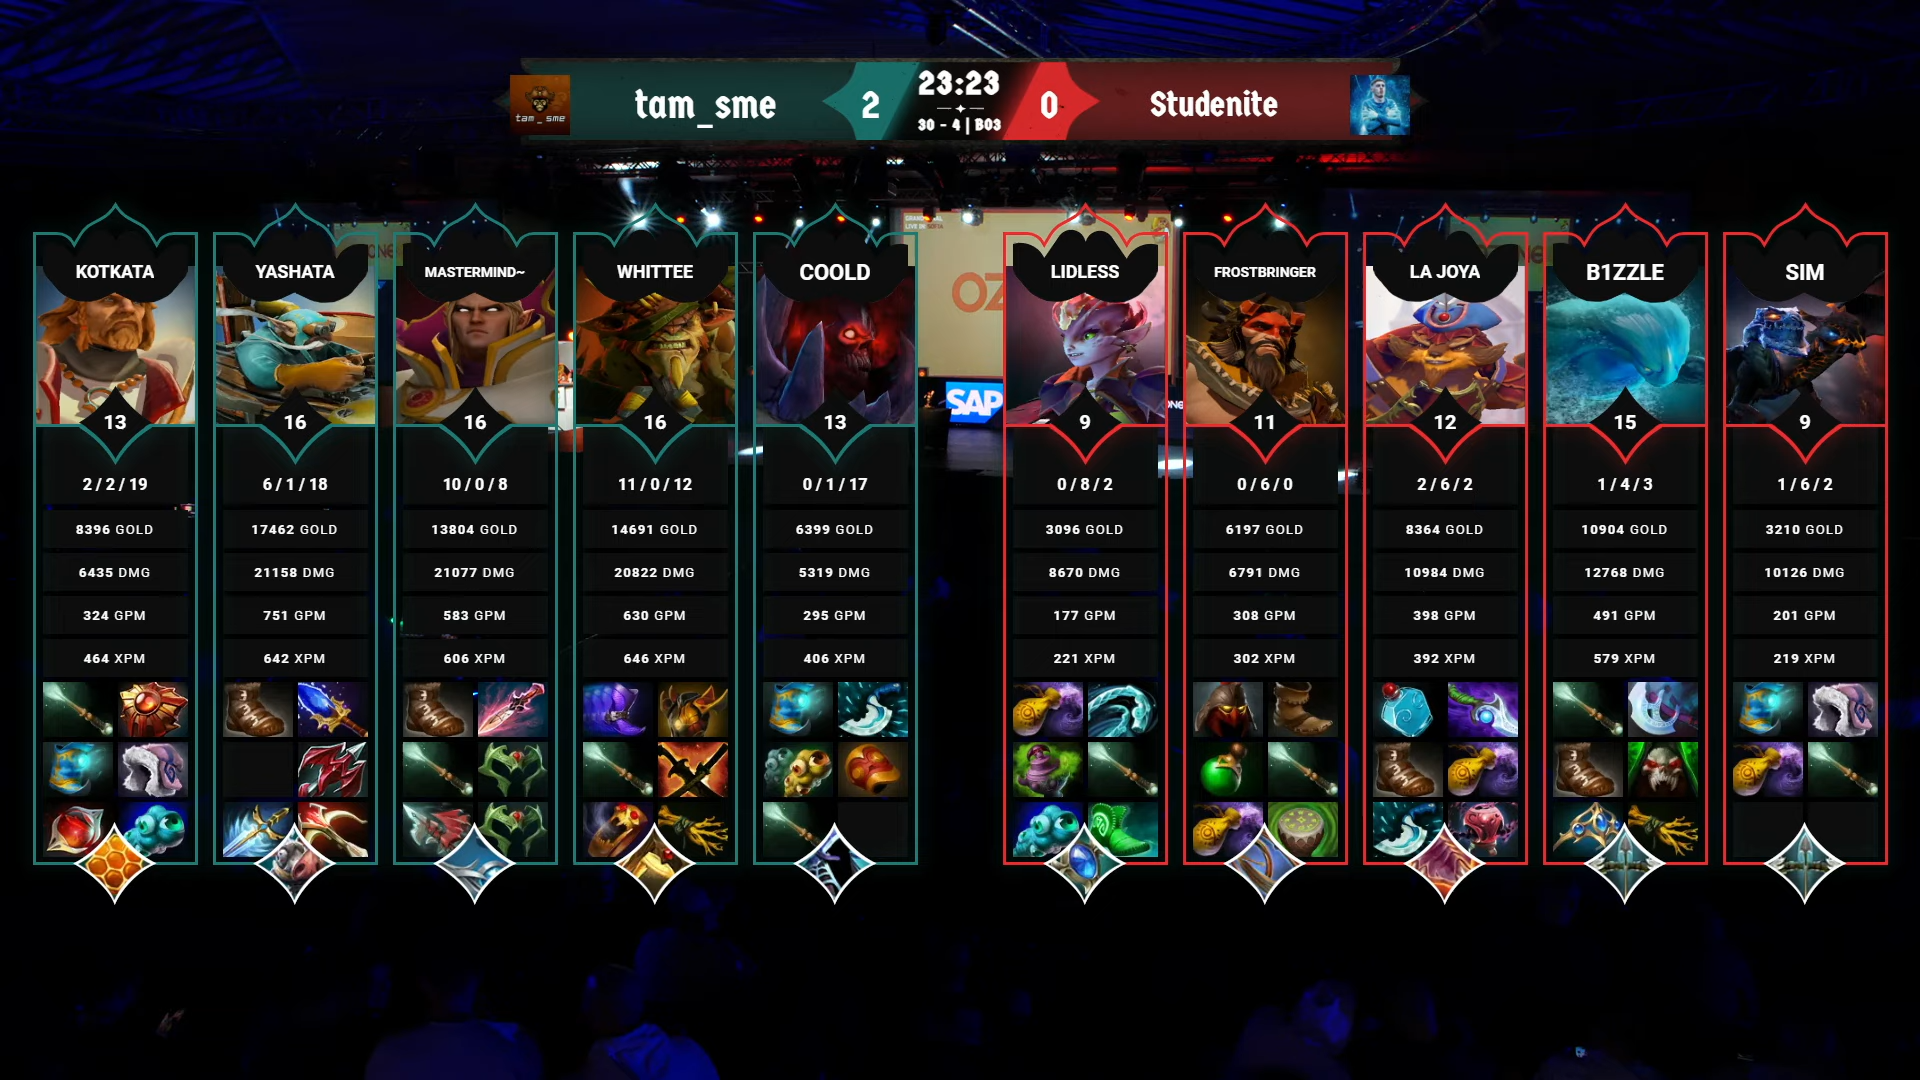 tam_sme
tam_sme
2
23:23
30 - 4 | BO3
0
Studenite
KOTKATA
YASHATA
MASTERMIND~
WHITTEE
COOLD
LIDLESS
FROSTBRINGER
LA JOYA
B1ZZLE
SIM
GRAND FINAL
LIVE IN SOFIA
OZ
SAP
13
16
16
16
13
9
11
12
15
9
2 / 2 / 19
6 / 1 / 18
10 / 0 / 8
11 / 0 / 12
0 / 1 / 17
0 / 8 / 2
0 / 6 / 0
2 / 6 / 2
1 / 4 / 3
1 / 6 / 2
8396 GOLD
17462 GOLD
13804 GOLD
14691 GOLD
6399 GOLD
3096 GOLD
6197 GOLD
8364 GOLD
10904 GOLD
3210 GOLD
6435 DMG
21158 DMG
21077 DMG
20822 DMG
5319 DMG
8670 DMG
6791 DMG
10984 DMG
12768 DMG
10126 DMG
324 GPM
751 GPM
583 GPM
630 GPM
295 GPM
177 GPM
308 GPM
398 GPM
491 GPM
201 GPM
464 XPM
642 XPM
606 XPM
646 XPM
406 XPM
221 XPM
302 XPM
392 XPM
579 XPM
219 XPM